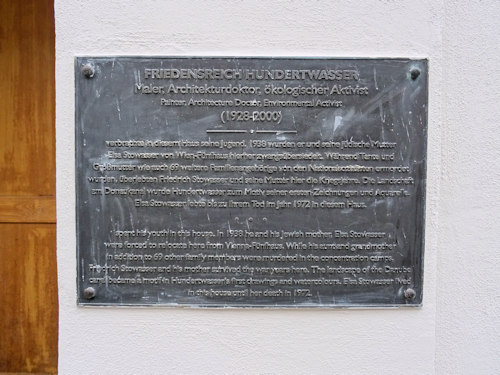 FRIEDENSREICH HUNDERTWASSER
Maler, Architekturdoktor, ökologischer Aktivist
Painter, Architecture Doctor, Environmental Activist
(1928-2000)
verbrachte in diesem Haus seine Jugend. 1938 wurden er und seine jüdische Mutter
Elsa Stowasser von Wien-Fünfhaus hierher zwangsübersiedelt. Während Tante und
Großmutter wie auch 69 weitere Familienangehörige von den Nationalsozialisten ermordet
wurden, überlebten Friedrich Stowasser und seine Mutter hier die Kriegsjahre. Die Landschaft
am Donaukanal wurde Hundertwasser zum Motiv seiner ersten Zeichnungen und Aquarelle.
Elsa Stowasser lebte bis zu ihrem Tod im Jahr 1972 in diesem Haus.
spent his youth in this house. In 1938 he and his Jewish mother, Elsa Stowasser
were forced to relocate here from Vienna-Fünfhaus. While his aunt and grandmother
in addition to 69 other family members were murdered in the concentration camps,
Friedrich Stowasser and his mother survived the war years here. The landscape of the Danube
canal became a motif in Hundertwasser's first drawings and watercolours. Elsa Stowasser lived
in this house until her death in 1972.